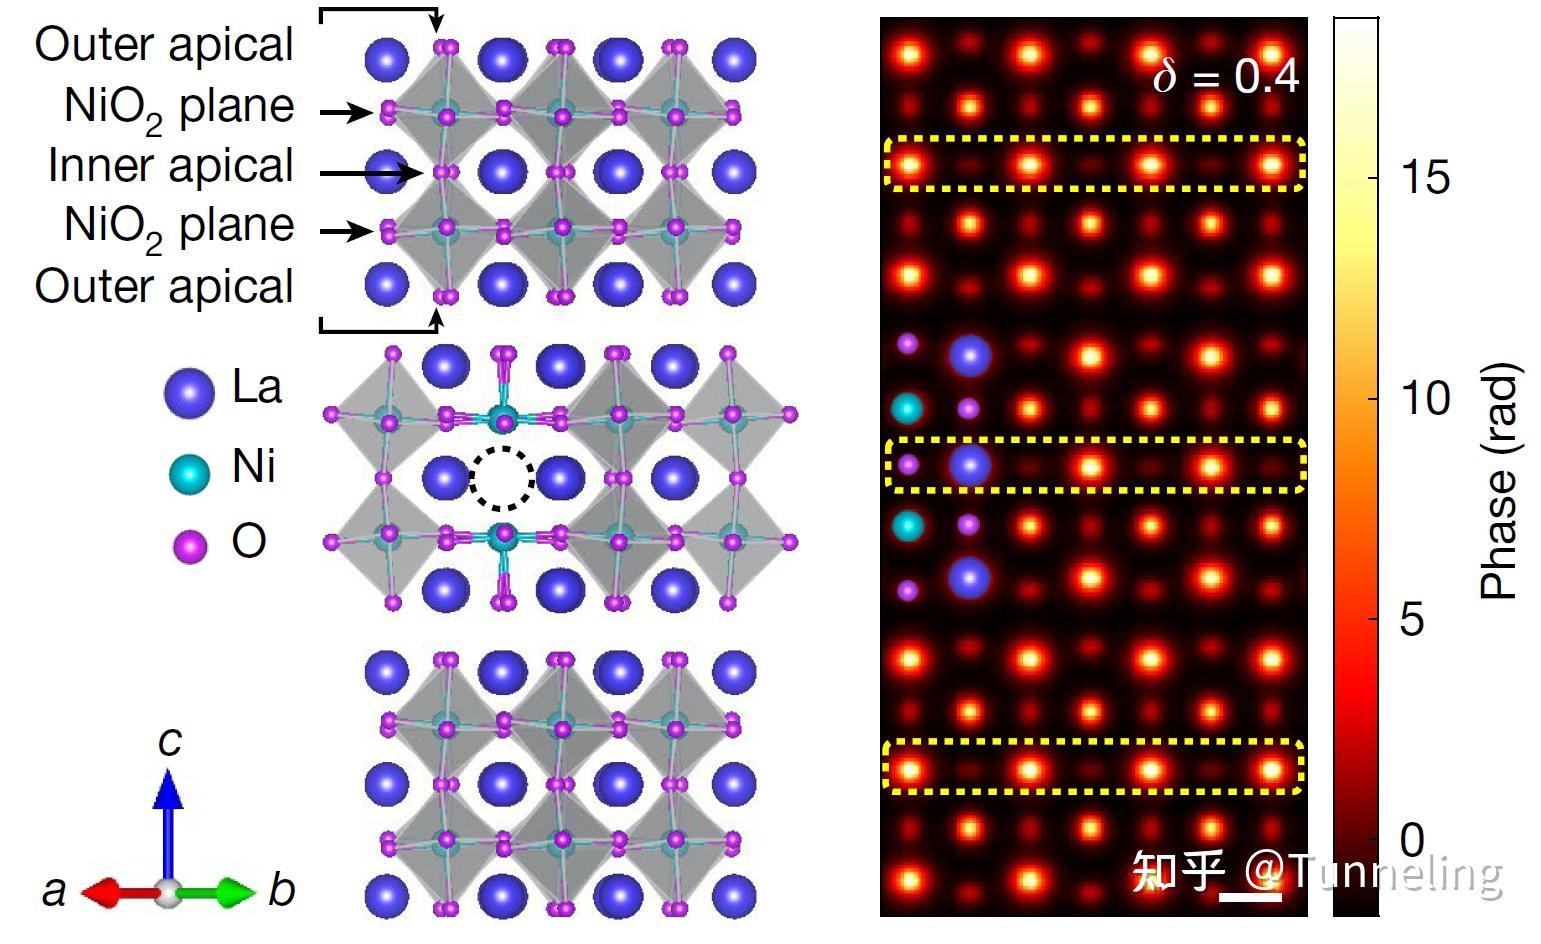 Outer apical
NiO2 plane
Inner apical
NiO2 plane
Outer apical
La
Ni
O
c
a
b
δ = 0.4
15
10
5
0
Phase (rad)
知乎 @Tunneling